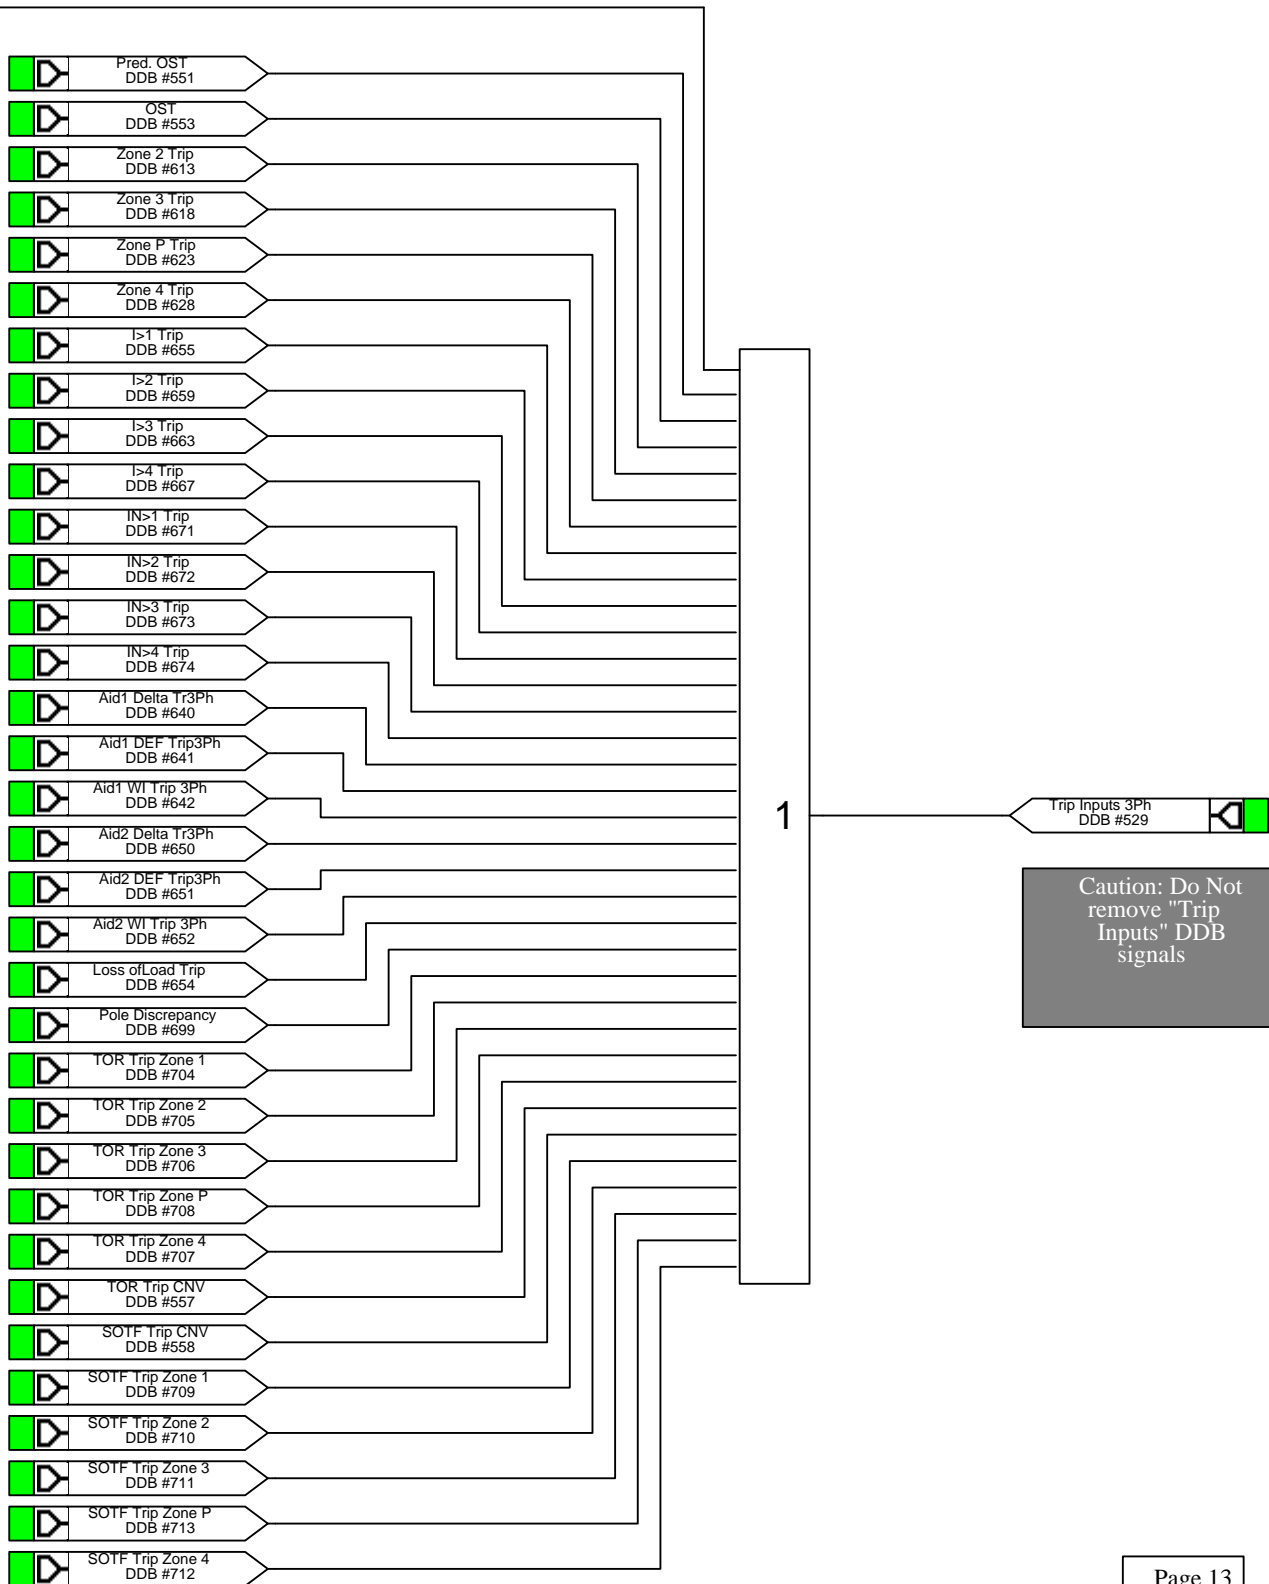 Pred. OST
DDB #551
OST
DDB #553
Zone 2 Trip
DDB #613
Zone 3 Trip
DDB #618
Zone P Trip
DDB #623
Zone 4 Trip
DDB #628
I>1 Trip
DDB #655
I>2 Trip
DDB #659
I>3 Trip
DDB #663
I>4 Trip
DDB #667
IN>1 Trip
DDB #671
IN>2 Trip
DDB #672
IN>3 Trip
DDB #673
IN>4 Trip
DDB #674
Aid1 Delta Tr3Ph
DDB #640
Aid1 DEF Trip3Ph
DDB #641
Aid1 WI Trip 3Ph
DDB #642
Aid2 Delta Tr3Ph
DDB #650
Aid2 DEF Trip3Ph
DDB #651
Aid2 WI Trip 3Ph
DDB #652
Loss ofLoad Trip
DDB #654
Pole Discrepancy
DDB #699
TOR Trip Zone 1
DDB #704
TOR Trip Zone 2
DDB #705
TOR Trip Zone 3
DDB #706
TOR Trip Zone P
DDB #708
TOR Trip Zone 4
DDB #707
TOR Trip CNV
DDB #557
SOTF Trip CNV
DDB #558
SOTF Trip Zone 1
DDB #709
SOTF Trip Zone 2
DDB #710
SOTF Trip Zone 3
DDB #711
SOTF Trip Zone P
DDB #713
SOTF Trip Zone 4
DDB #712
1
Trip Inputs 3Ph
DDB #529
Caution: Do Not
remove "Trip
Inputs" DDB
signals
Page 13